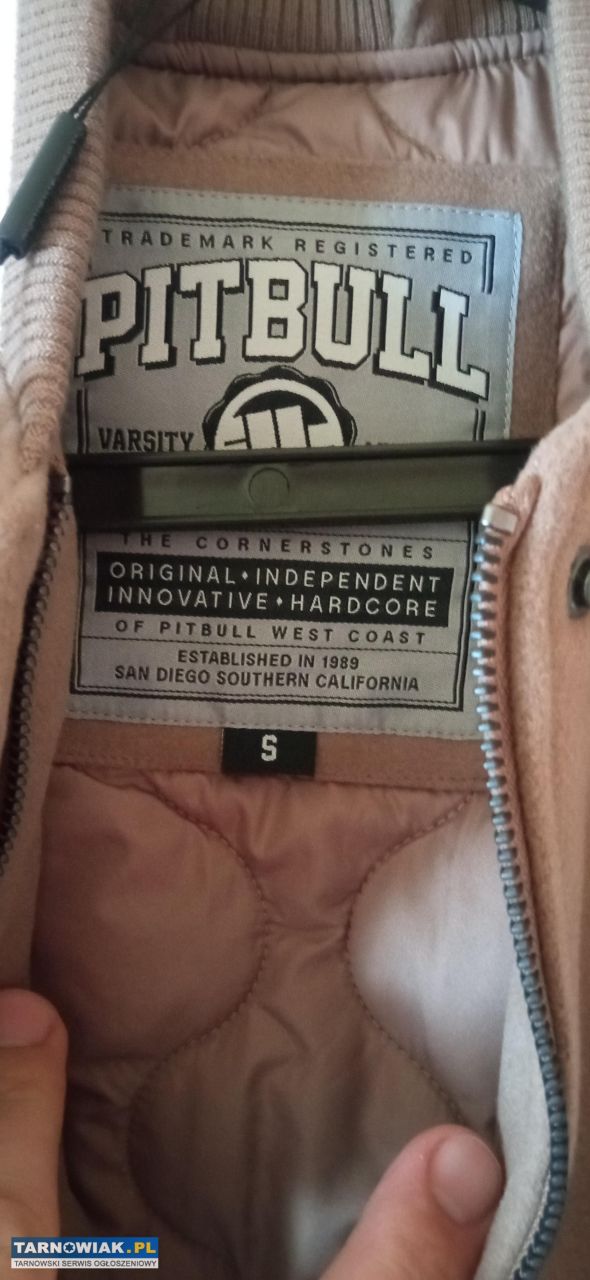 TRADEMARK REGISTERED
PITBULL
VARSITY
THE CORNERSTONES
ORIGINAL • INDEPENDENT
INNOVATIVE • HARDCORE
OF PITBULL WEST COAST
ESTABLISHED IN 1989
SAN DIEGO SOUTHERN CALIFORNIA
S
TARNOWIAK.PL
TARNOWSKI SERWIS OGŁOSZENIOWY